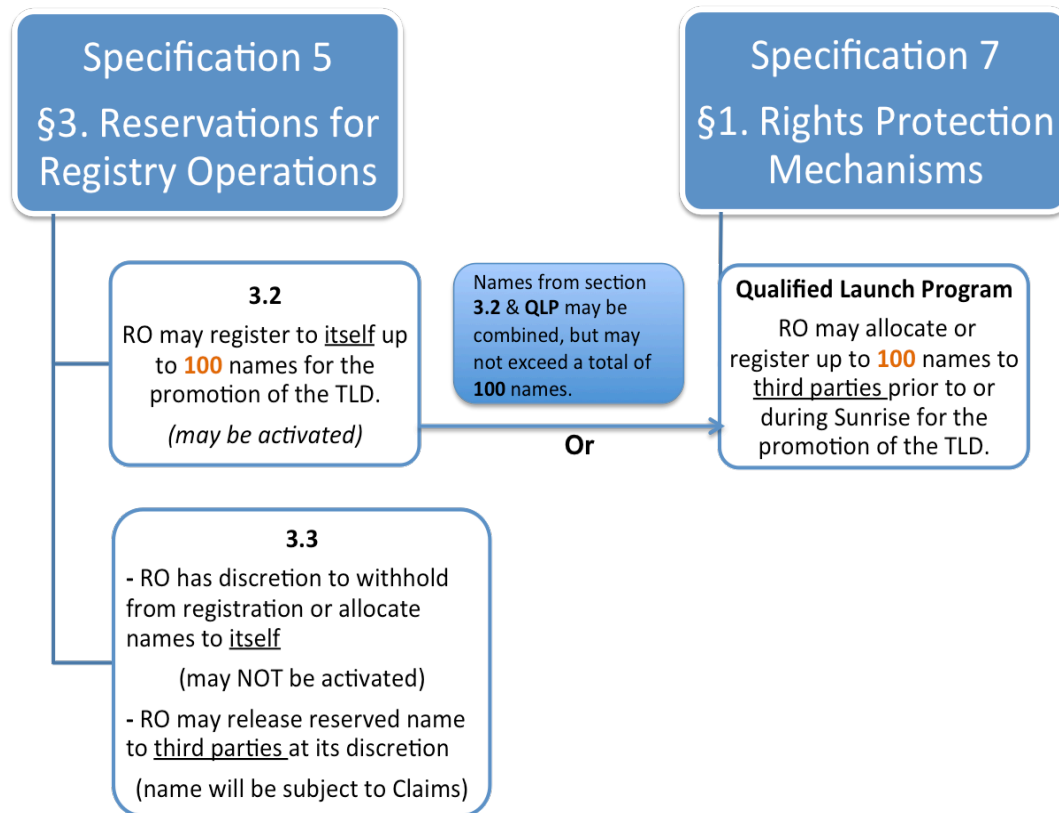 Specification 5
§3. Reservations for
Registry Operations
Specification 7
§1. Rights Protection
Mechanisms
3.2
RO may register to itself up
to 100 names for the
promotion of the TLD.
(may be activated)
Names from section
3.2 & QLP may be
combined, but may
not exceed a total of
100 names.
Or
Qualified Launch Program
RO may allocate or
register up to 100 names to
third parties prior to or
during Sunrise for the
promotion of the TLD.
3.3
- RO has discretion to withhold
from registration or allocate
names to itself
(may NOT be activated)
- RO may release reserved name
to third parties at its discretion
(name will be subject to Claims)